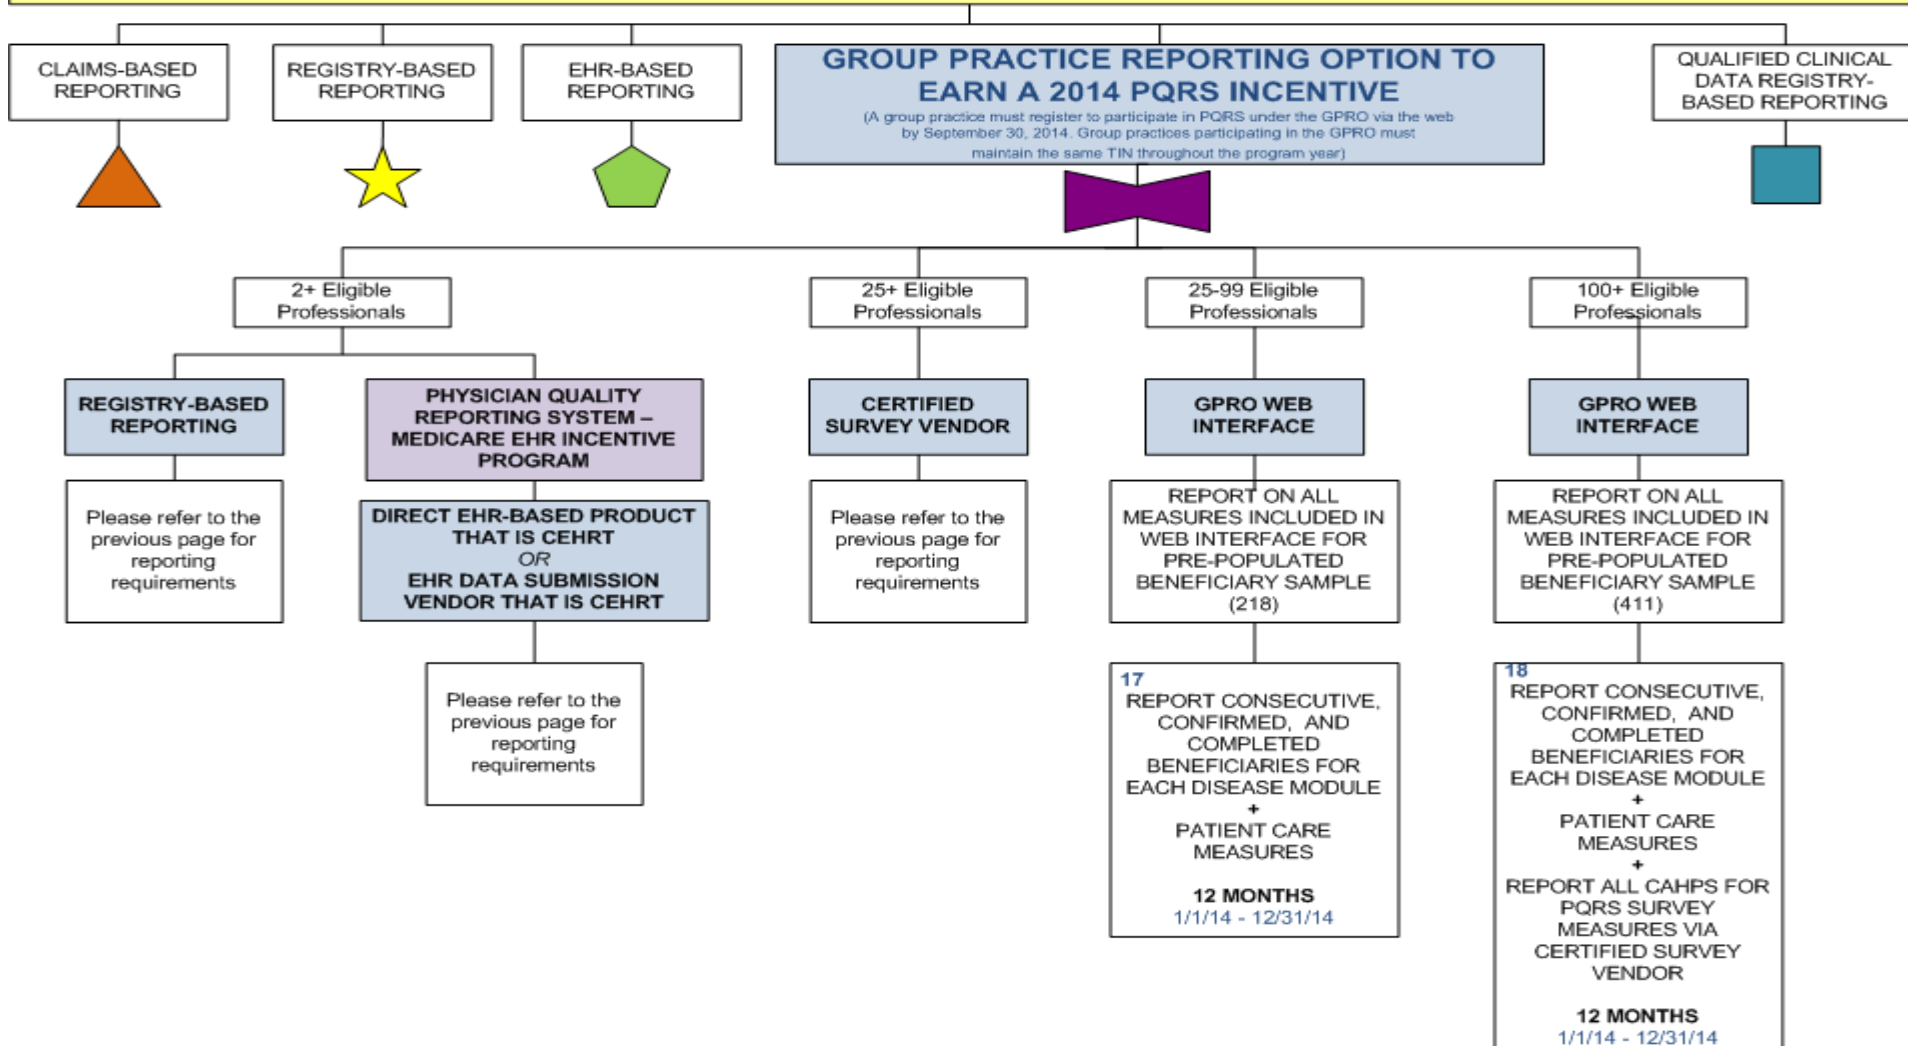 CLAIMS-BASED
REPORTING
REGISTRY-BASED
REPORTING
EHR-BASED
REPORTING
GROUP PRACTICE REPORTING OPTION TO
EARN A 2014 PQRS INCENTIVE
(A group practice must register to participate in PQRS under the GPRO via the web
by September 30, 2014. Group practices participating in the GPRO must
maintain the same TIN throughout the program year)
QUALIFIED CLINICAL
DATA REGISTRY-
BASED REPORTING
2+ Eligible
Professionals
25+ Eligible
Professionals
25-99 Eligible
Professionals
100+ Eligible
Professionals
REGISTRY-BASED
REPORTING
PHYSICIAN QUALITY
REPORTING SYSTEM –
MEDICARE EHR INCENTIVE
PROGRAM
CERTIFIED
SURVEY VENDOR
GPRO WEB
INTERFACE
GPRO WEB
INTERFACE
Please refer to the
previous page for
reporting
requirements
DIRECT EHR-BASED PRODUCT
THAT IS CEHRT
OR
EHR DATA SUBMISSION
VENDOR THAT IS CEHRT
Please refer to the
previous page for
reporting
requirements
REPORT ON ALL
MEASURES INCLUDED IN
WEB INTERFACE FOR
PRE-POPULATED
BENEFICIARY SAMPLE
(218)
REPORT ON ALL
MEASURES INCLUDED IN
WEB INTERFACE FOR
PRE-POPULATED
BENEFICIARY SAMPLE
(411)
Please refer to the
previous page for
reporting
requirements
17
REPORT CONSECUTIVE,
CONFIRMED, AND
COMPLETED
BENEFICIARIES FOR
EACH DISEASE MODULE
+
PATIENT CARE
MEASURES
12 MONTHS
1/1/14 - 12/31/14
18
REPORT CONSECUTIVE,
CONFIRMED, AND
COMPLETED
BENEFICIARIES FOR
EACH DISEASE MODULE
+
PATIENT CARE
MEASURES
+
REPORT ALL CAHPS FOR
PQRS SURVEY
MEASURES VIA
CERTIFIED SURVEY
VENDOR
12 MONTHS
1/1/14 - 12/31/14